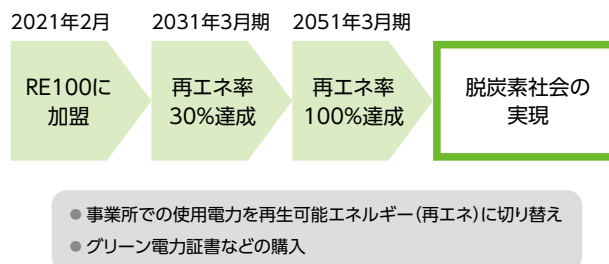 2021年2月
2031年3月期
2051年3月期
RE100に
加盟
再エネ率
30%達成
再エネ率
100%達成
脱炭素社会の
実現
● 事業所での使用電力を再生可能エネルギー(再エネ)に切り替え
● グリーン電力証書などの購入